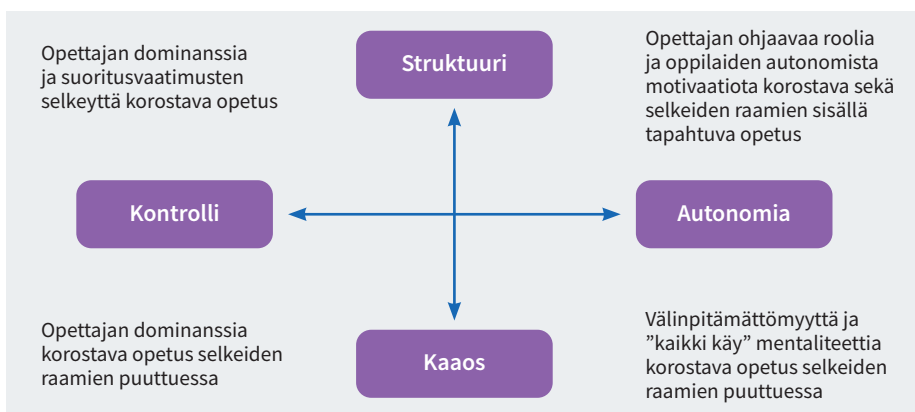 Opettajan dominanssia
ja suoritusvaatimusten
selkeyttä korostava opetus
Struktuuri
Opettajan ohjaavaa roolia
ja oppilaiden autonomista
motivaatiota korostava sekä
selkeiden raamien sisällä
tapahtuva opetus
Kontrolli
Autonomia
Opettajan dominanssia
korostava opetus selkeiden
raamien puuttuessa
Kaaos
Välinpitämättömyyttä ja
”kaikki käy” mentaliteettia
korostava opetus selkeiden
raamien puuttuessa